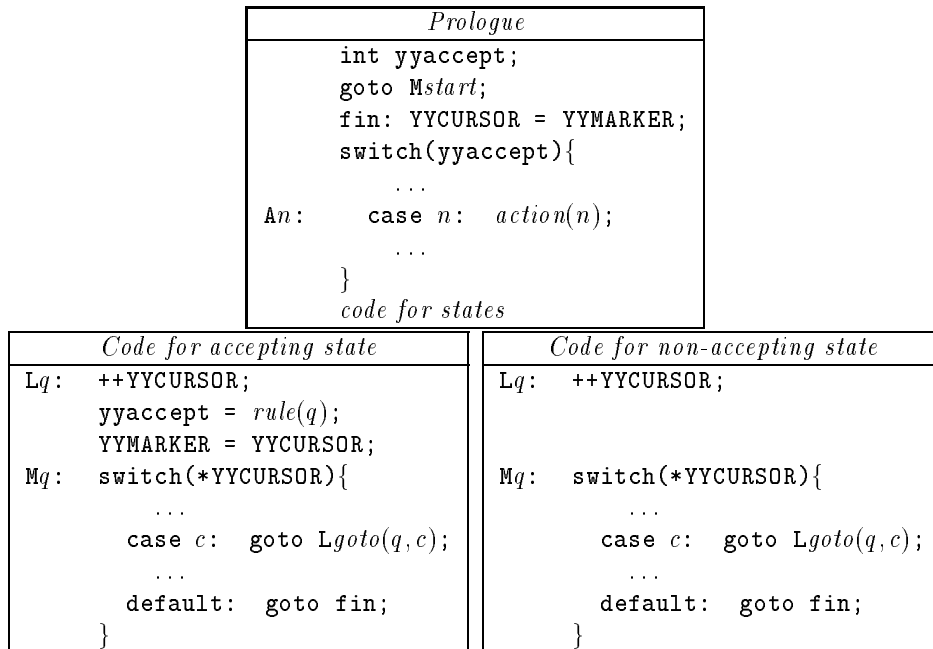 Prologue
int yyaccept;
goto Mstart;
fin: YYCURSOR = YYMARKER;
switch(yyaccept){
...
An: case n: action(n);
...
}
code for states
Code for accepting state
Lq: ++YYCURSOR;
yyaccept = rule(q);
YYMARKER = YYCURSOR;
Mq: switch(*YYCURSOR){
...
case c: goto Lgoto(q,c);
...
default: goto fin;
}
Code for non-accepting state
Lq: ++YYCURSOR;
Mq: switch(*YYCURSOR){
...
case c: goto Lgoto(q,c);
...
default: goto fin;
}